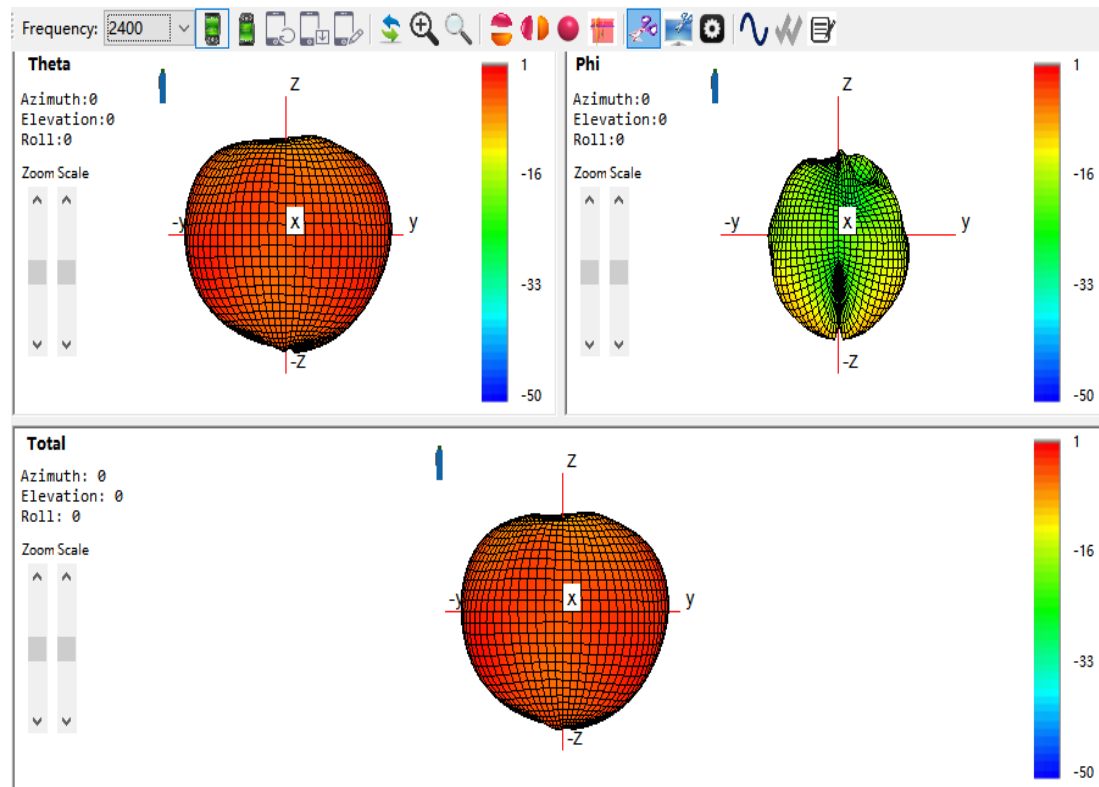 Frequency: 2400
Theta
Azimuth:0
Elevation:0
Roll:0
Zoom Scale
Z
-y
X
y
-Z
1
-16
-33
-50
Phi
Azimuth:0
Elevation:0
Roll:0
Zoom Scale
Z
-y
X
y
-Z
1
-16
-33
-50
Total
Azimuth: 0
Elevation: 0
Roll: 0
Zoom Scale
Z
-y
X
y
-Z
1
-16
-33
-50